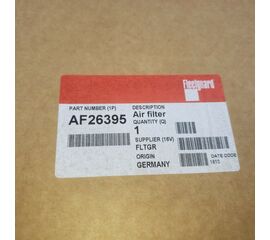 Fleetguard
PART NUMBER (1P)
AF26395
DESCRIPTION
Air filter
QUANTITY (Q)
1
SUPPLIER (16V)
FLTGR
ORIGIN
GERMANY
DATE CODE